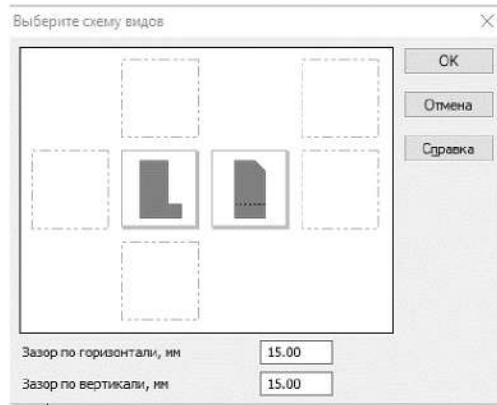 Выберите схему видов
OK
Отмена
Справка
Зазор по горизонтали, мм
15.00
Зазор по вертикали, мм
15.00